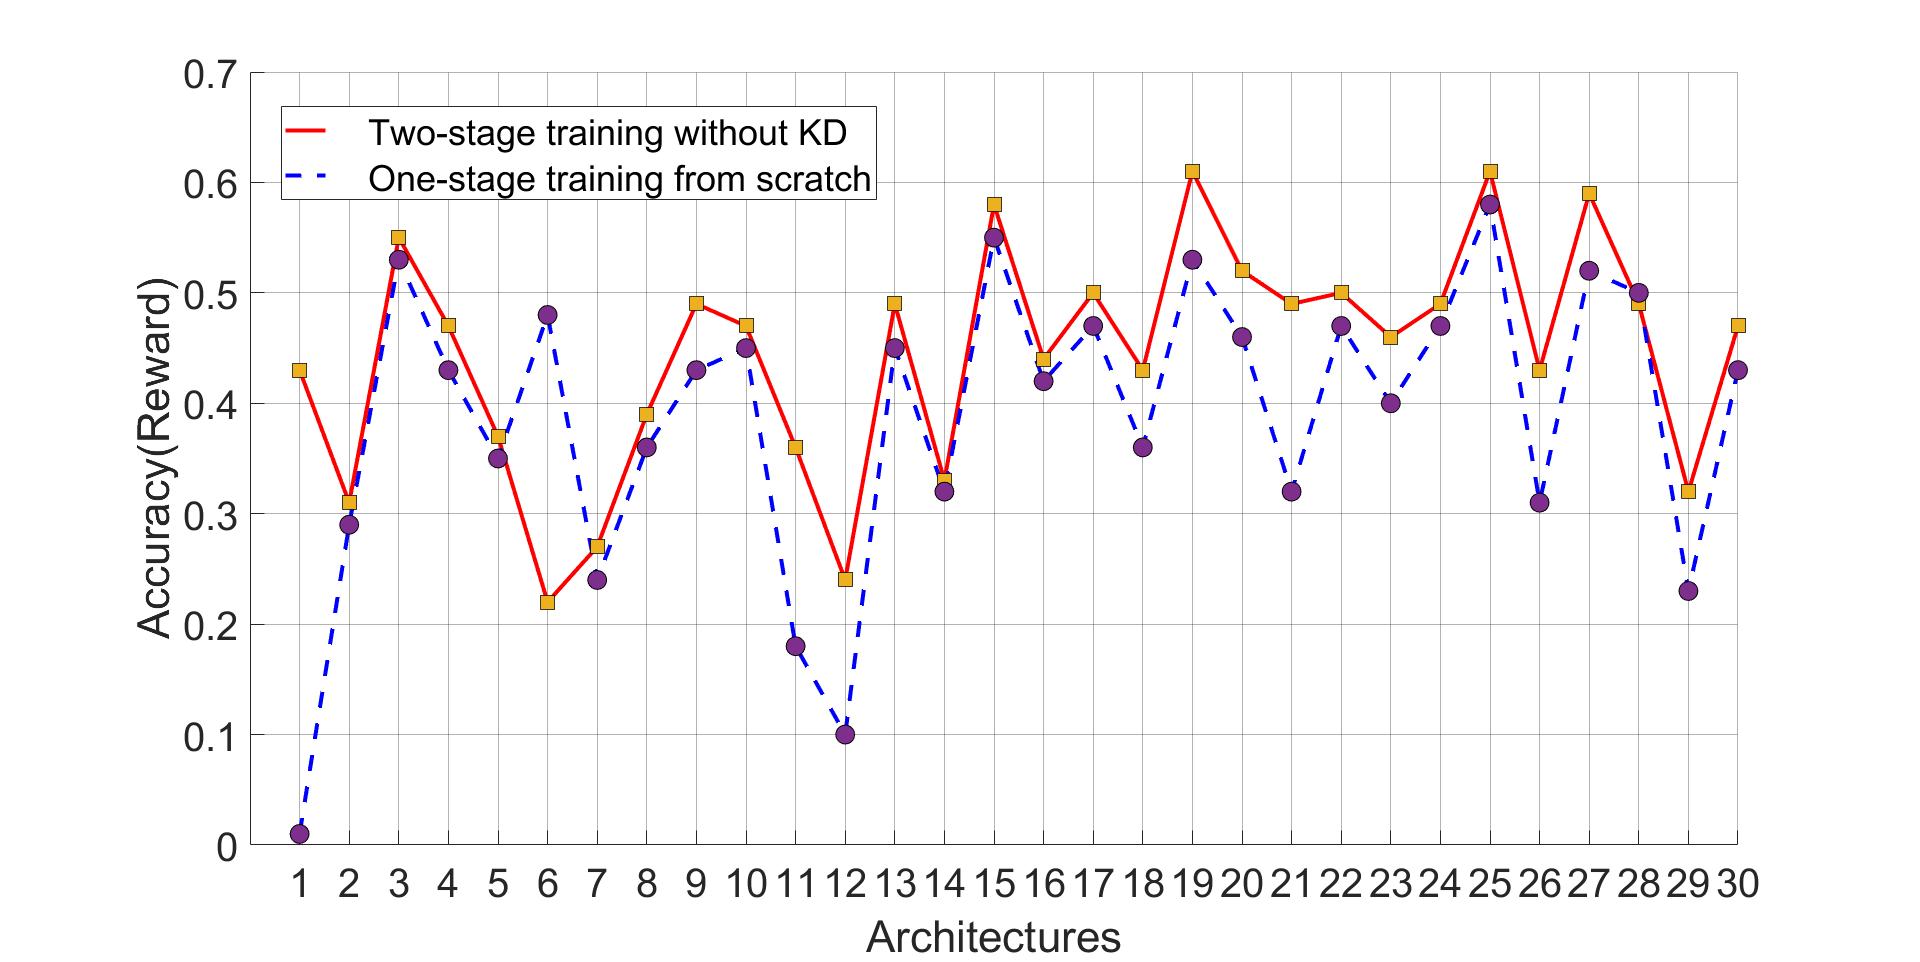 0.7
0.6
0.5
0.4
0.3
0.2
0.1
0
Accuracy(Reward)
Two-stage training without KD
One-stage training from scratch
1 2 3 4 5 6 7 8 9 10 11 12 13 14 15 16 17 18 19 20 21 22 23 24 25 26 27 28 29 30
Architectures